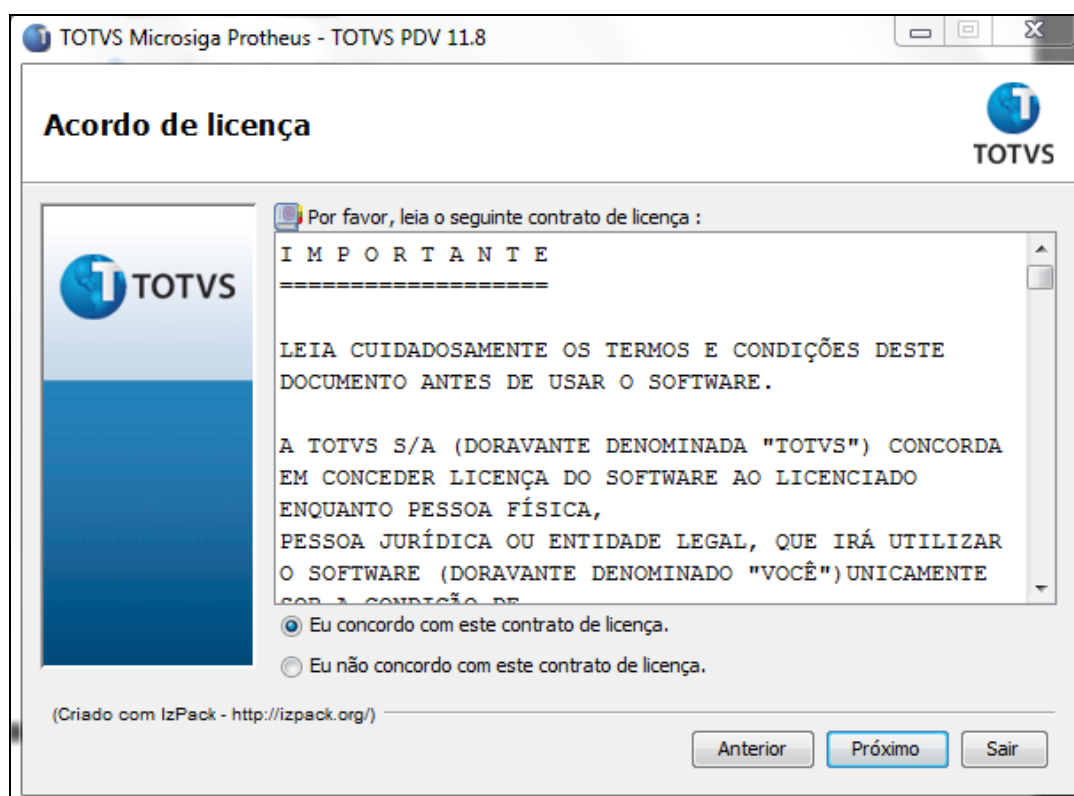 TOTVS Microsiga Protheus - TOTVS PDV 11.8
Acordo de licença
TOTVS
TOTVS
Por favor, leia o seguinte contrato de licença :
I M P O R T A N T E
===================
LEIA CUIDADOSAMENTE OS TERMOS E CONDIÇÕES DESTE
DOCUMENTO ANTES DE USAR O SOFTWARE.
A TOTVS S/A (DORAVANTE DENOMINADA "TOTVS") CONCORDA
EM CONCEDER LICENÇA DO SOFTWARE AO LICENCIADO
ENQUANTO PESSOA FÍSICA,
PESSOA JURÍDICA OU ENTIDADE LEGAL, QUE IRÁ UTILIZAR
O SOFTWARE (DORAVANTE DENOMINADO "VOCÊ")UNICAMENTE
SOB A CONDIÇÃO DE
Eu concordo com este contrato de licença.
Eu não concordo com este contrato de licença.
(Criado com IzPack - http://izpack.org/)
Anterior Próximo Sair